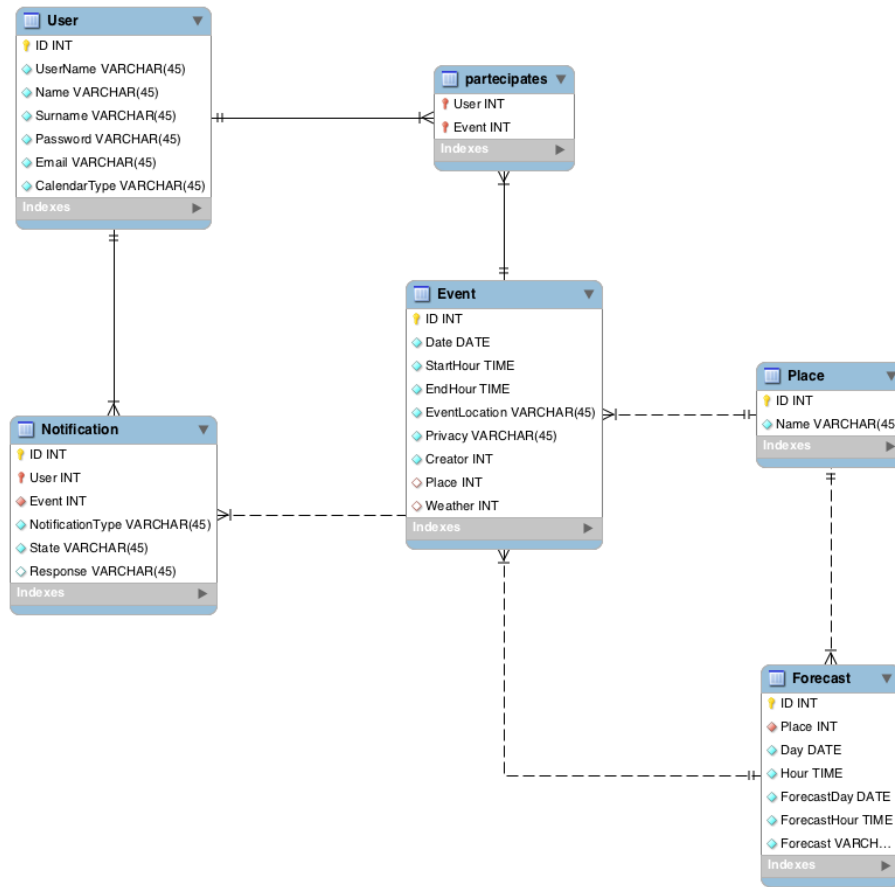 User
ID INT
UserName VARCHAR(45)
Name VARCHAR(45)
Surname VARCHAR(45)
Password VARCHAR(45)
Email VARCHAR(45)
CalendarType VARCHAR(45)
Indexes
partecipates
User INT
Event INT
Indexes
Event
ID INT
Date DATE
StartHour TIME
EndHour TIME
EventLocation VARCHAR(45)
Privacy VARCHAR(45)
Creator INT
Place INT
Weather INT
Indexes
Place
ID INT
Name VARCHAR(45
Indexes
Notification
ID INT
User INT
Event INT
NotificationType VARCHAR(45)
State VARCHAR(45)
Response VARCHAR(45)
Indexes
Forecast
ID INT
Place INT
Day DATE
Hour TIME
ForecastDay DATE
ForecastHour TIME
Forecast VARCH...
Indexes